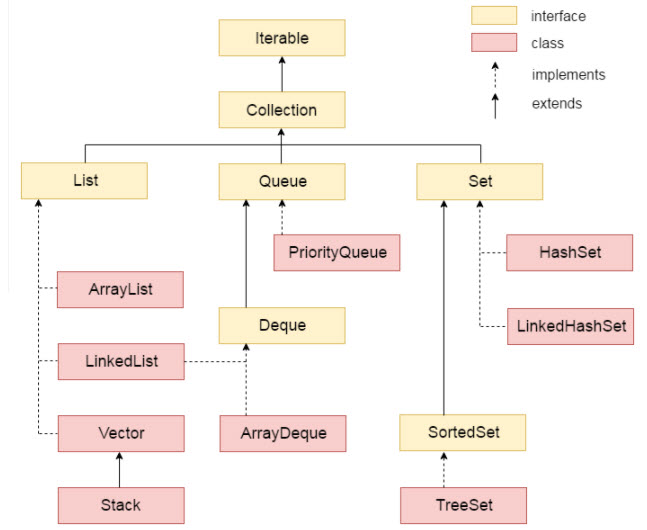 Iterable
interface
class
implements
extends
Collection
List
Queue
Set
PriorityQueue
HashSet
ArrayList
Deque
LinkedHashSet
LinkedList
Vector
ArrayDeque
SortedSet
Stack
TreeSet